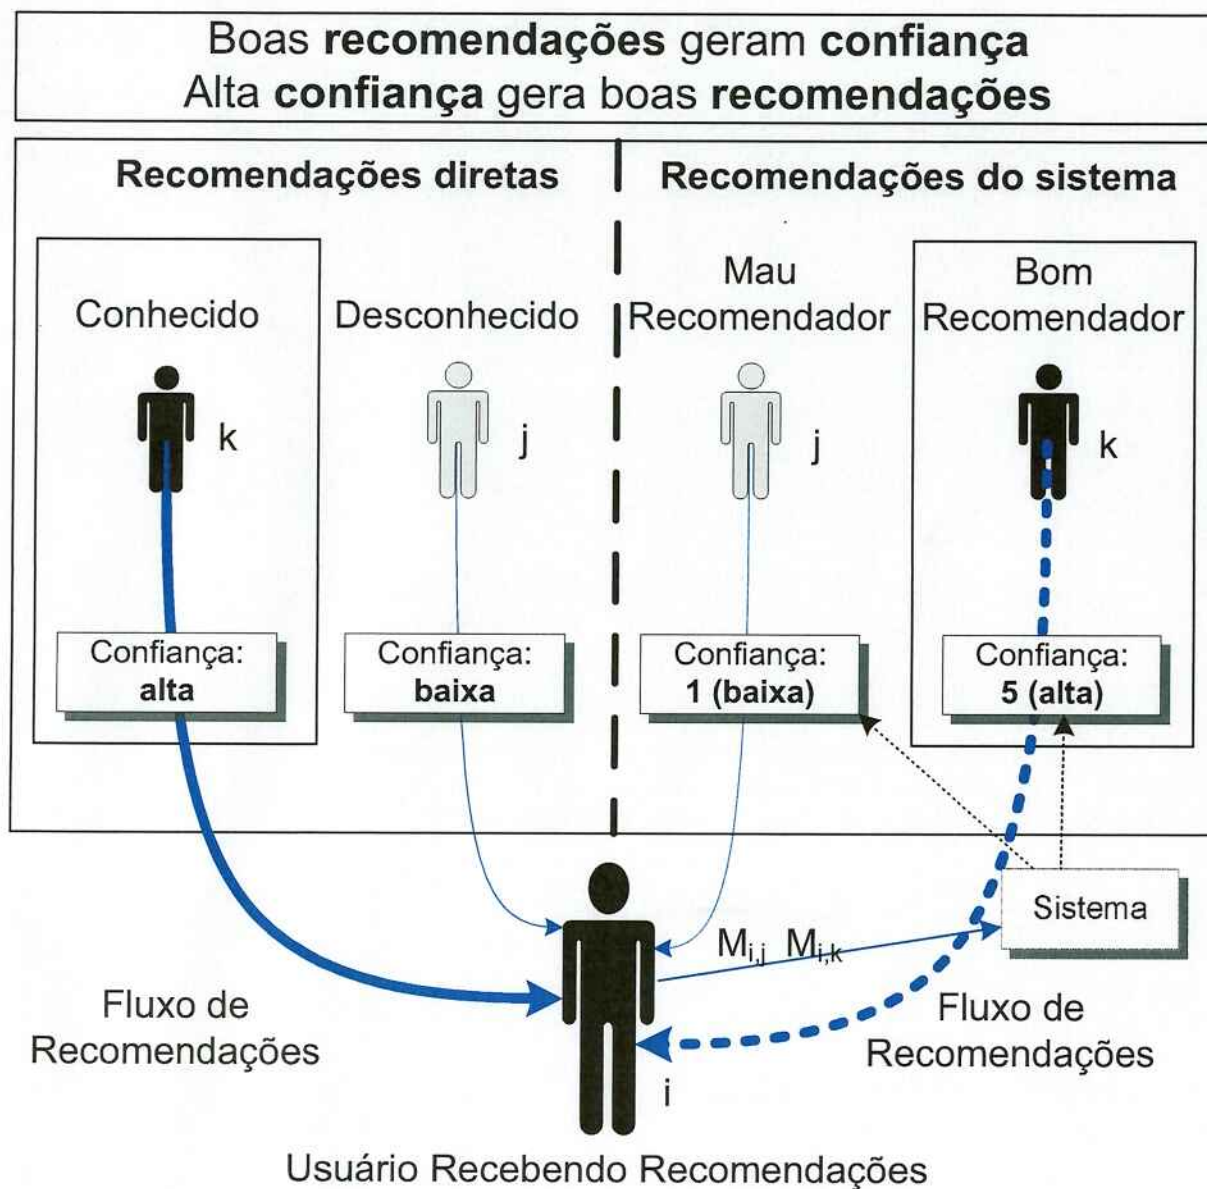 Boas recomendações geram confiança
Alta confiança gera boas recomendações
Recomendações diretas
Recomendações do sistema
Conhecido
Desconhecido
Mau
Recomendador
Bom
Recomendador
k
j
j
k
Confiança:
alta
Confiança:
baixa
Confiança:
1 (baixa)
Confiança:
5 (alta)
Sistema
M_{i,j} M_{i,k}
Fluxo de
Recomendações
Fluxo de
Recomendações
i
Usuário Recebendo Recomendações